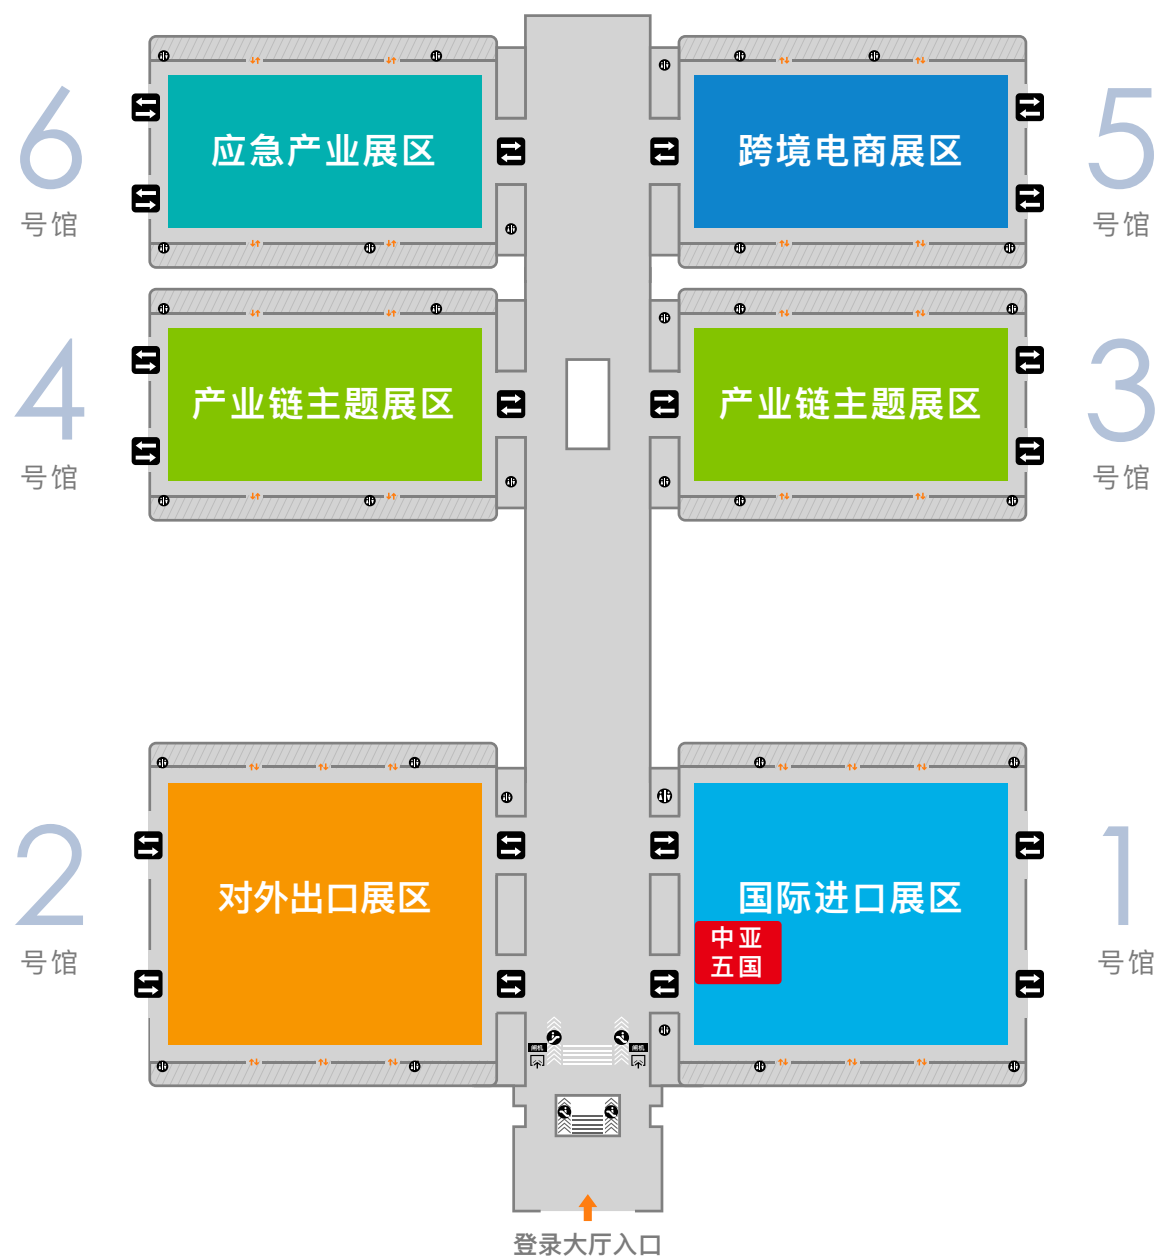 6
号馆
应急产业展区
跨境电商展区
5
号馆
4
号馆
产业链主题展区
产业链主题展区
3
号馆
2
号馆
对外出口展区
国际进口展区
中亚
五国
1
号馆
闸机
闸机
登录大厅入口